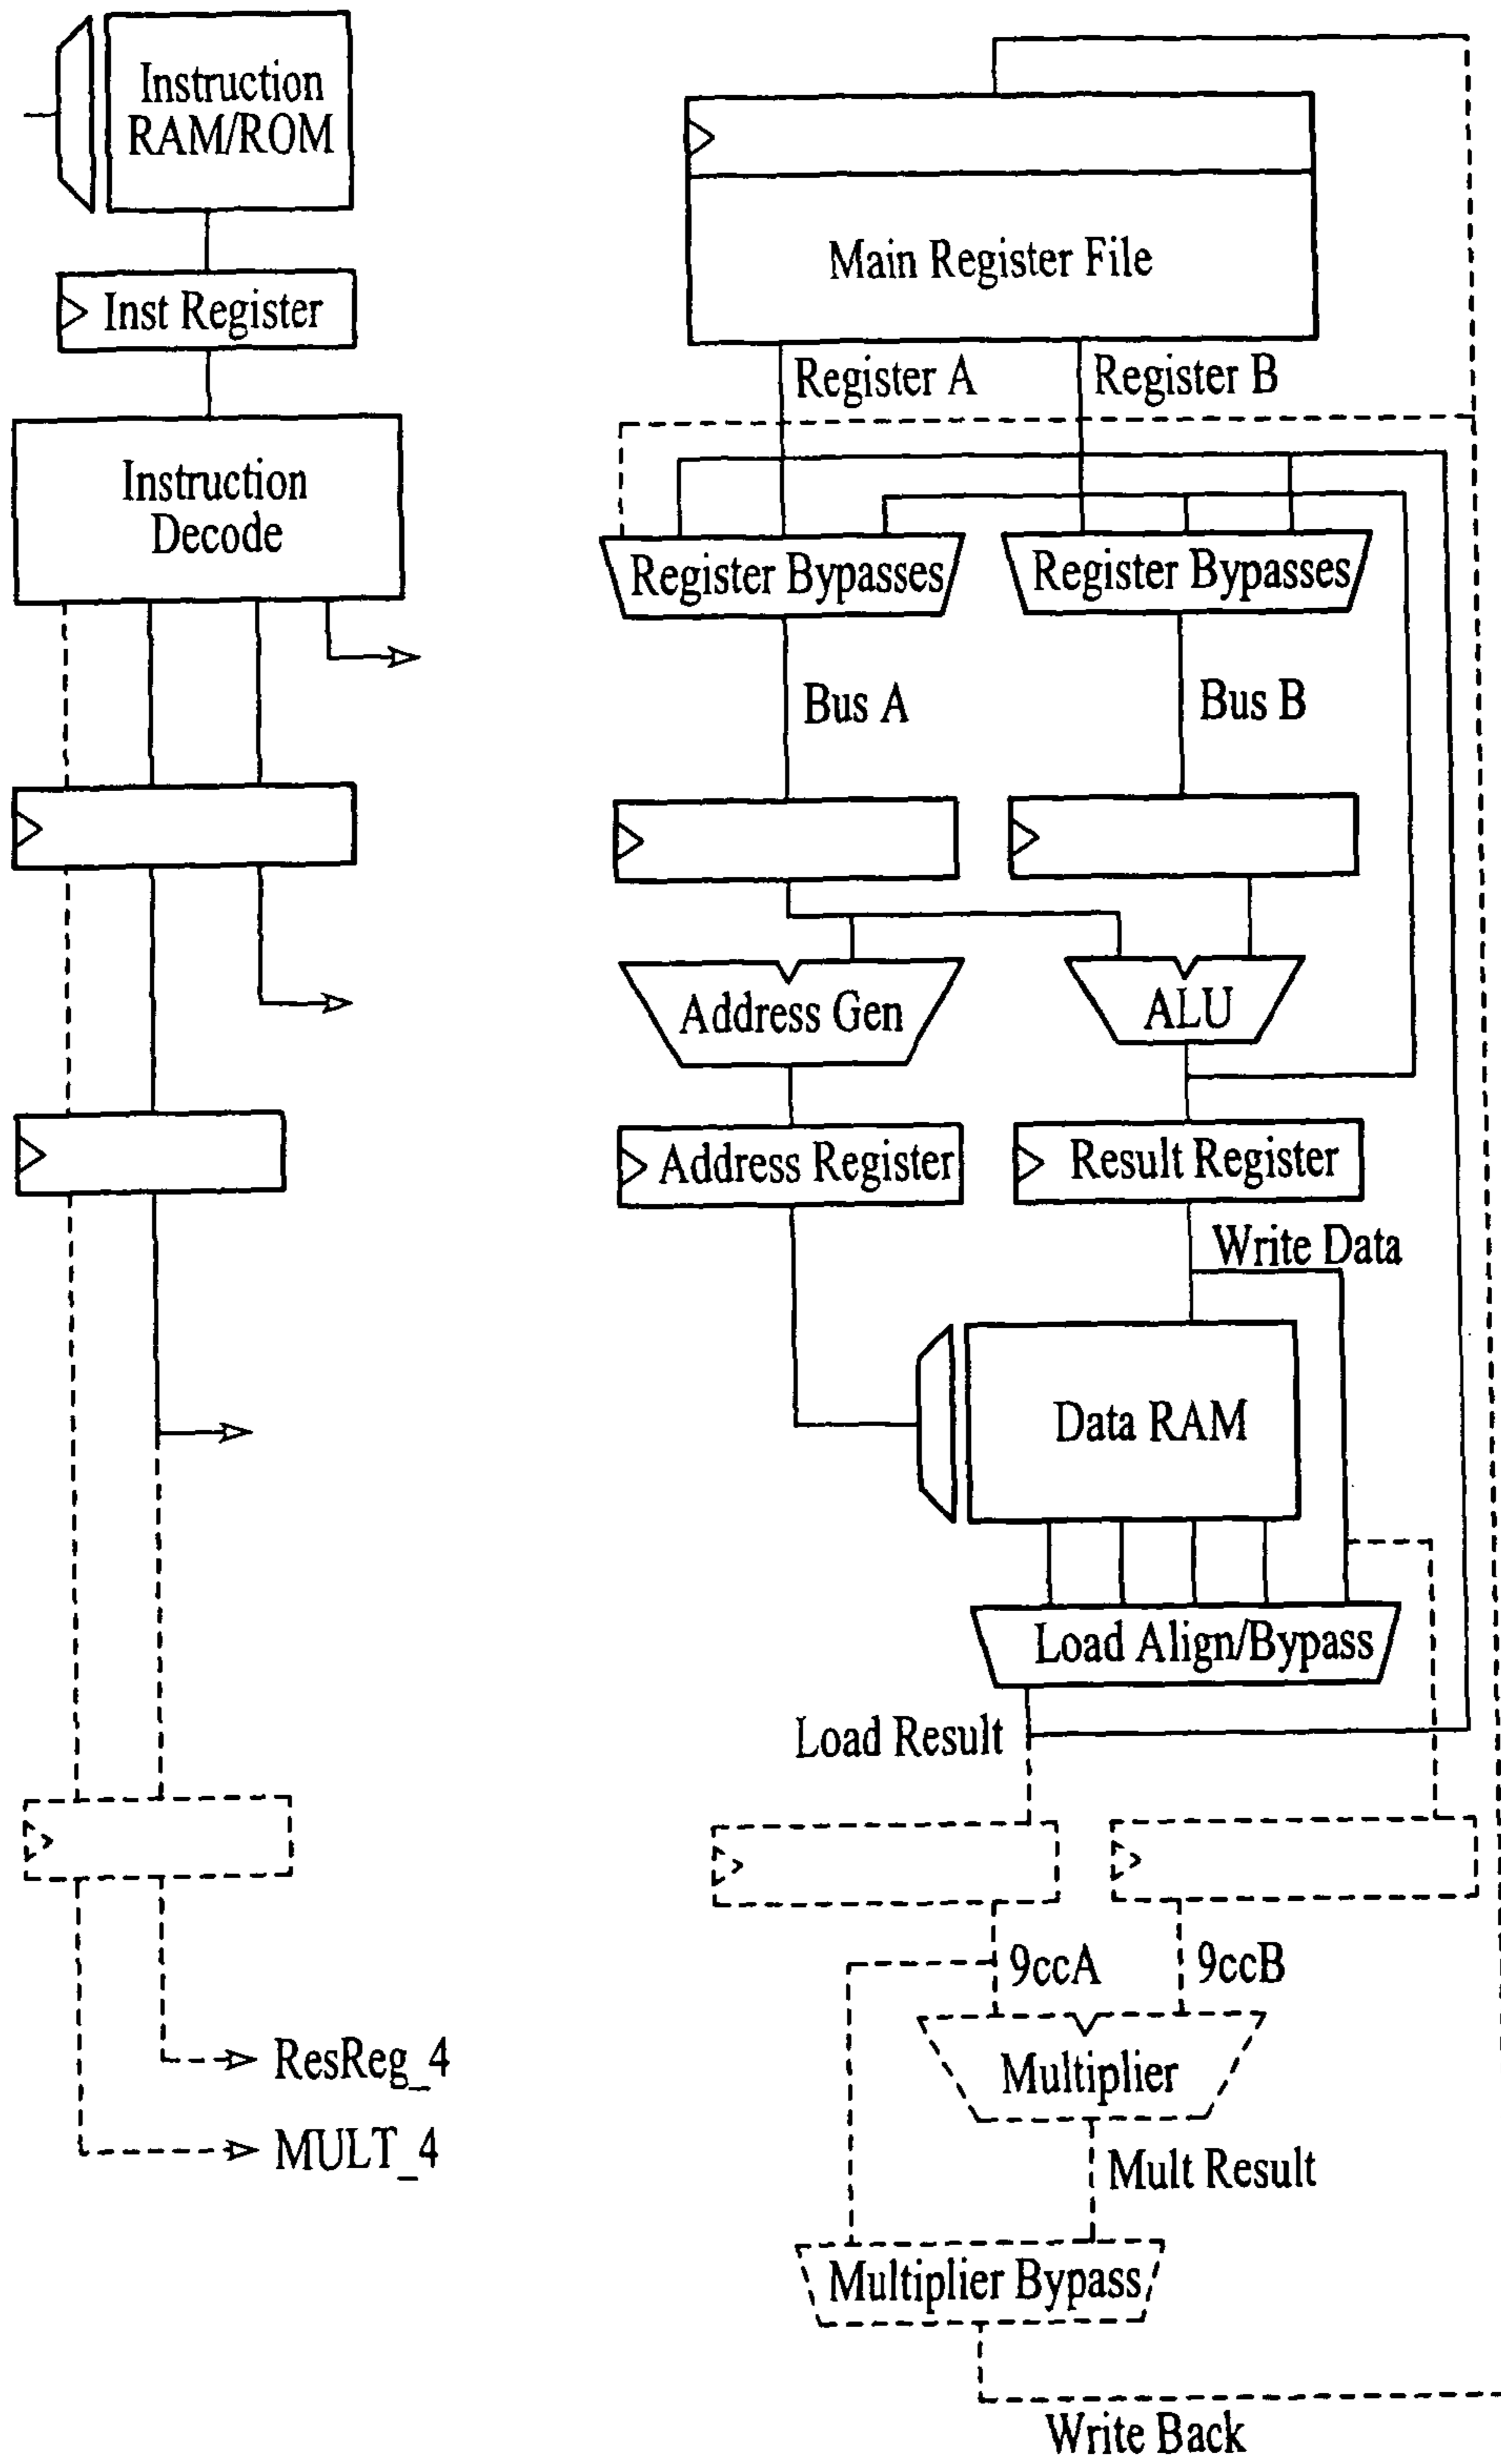 Instruction
RAM/ROM
Inst Register
Instruction
Decode
ResReg_4
MULT_4
Main Register File
Register A
Register B
Register Bypasses
Register Bypasses
Bus A
Bus B
Address Gen
ALU
Address Register
Result Register
Write Data
Data RAM
Load Align/Bypass
Load Result
9ccA
9ccB
Multiplier
Mult Result
Multiplier Bypass
Write Back